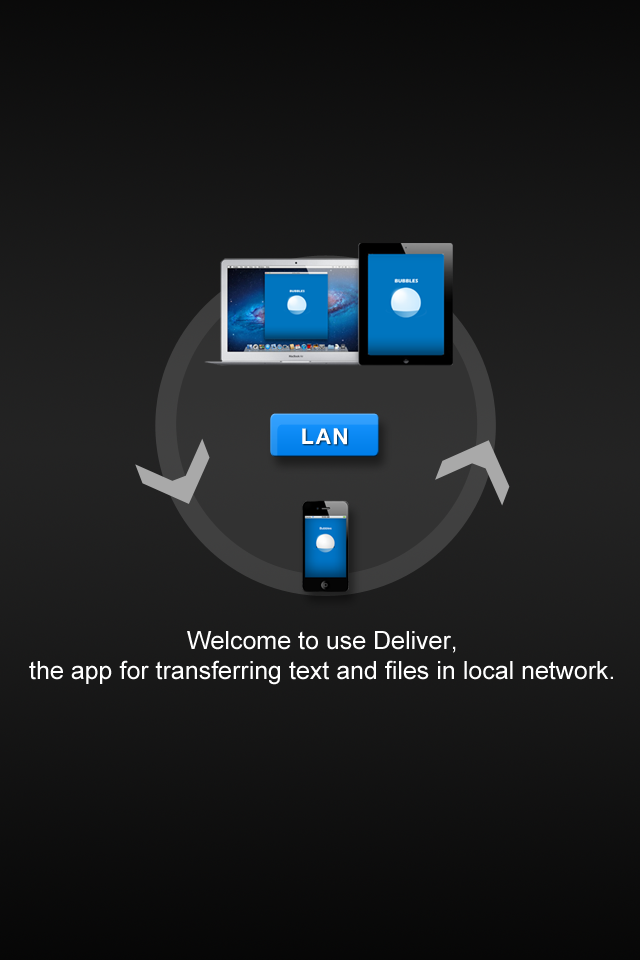 BUBBLES
BUBBLES
LAN
Bubbles
Welcome to use Deliver,
the app for transferring text and files in local network.